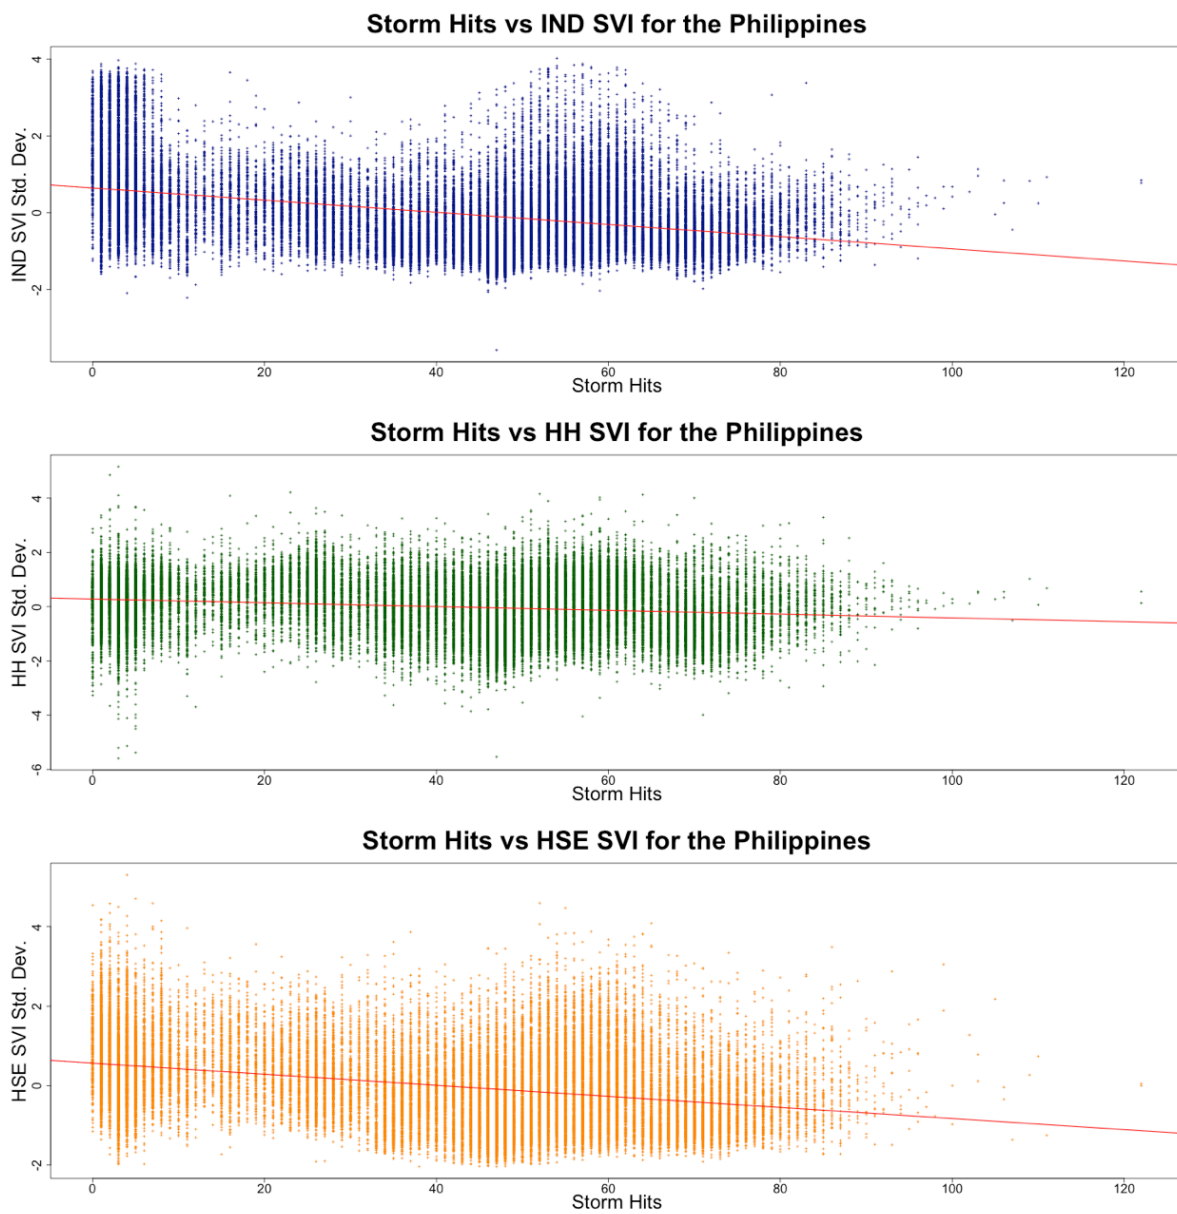 Storm Hits vs IND SVI for the Philippines
IND SVI Std. Dev.
4
2
0
-2
0 20 40 60 80 100 120
Storm Hits
Storm Hits vs HH SVI for the Philippines
HH SVI Std. Dev.
4
2
0
-2
-4
-6
0 20 40 60 80 100 120
Storm Hits
Storm Hits vs HSE SVI for the Philippines
HSE SVI Std. Dev.
4
2
0
-2
0 20 40 60 80 100 120
Storm Hits